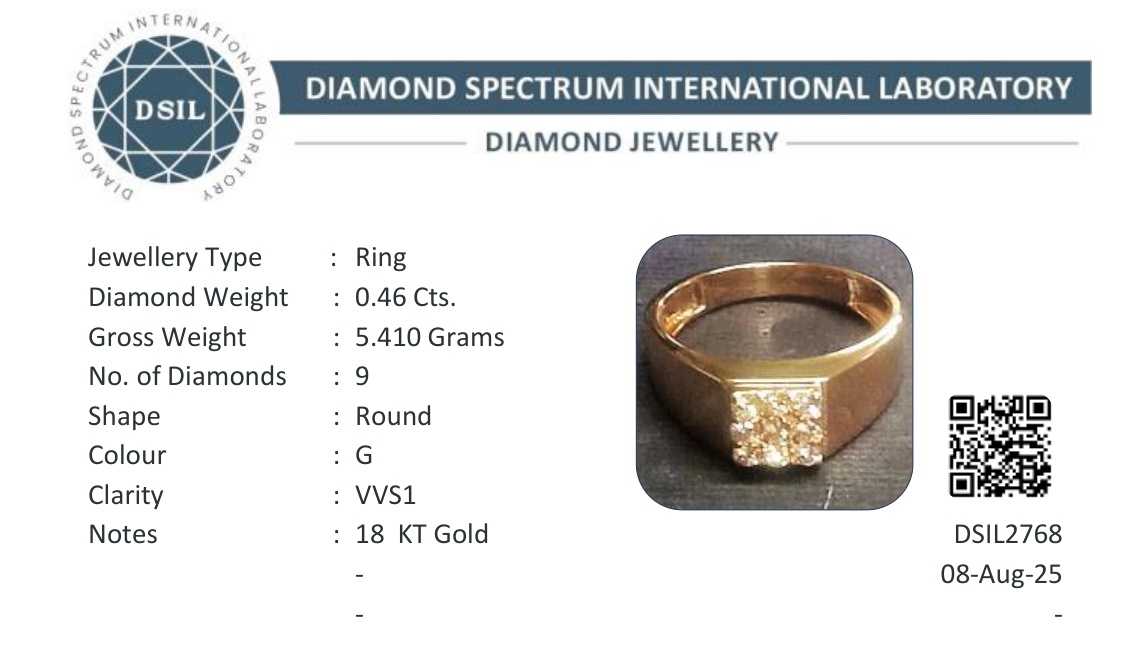 DIAMOND SPECTRUM INTERNATIONAL LABORATORY
DSIL
DIAMOND SPECTRUM INTERNATIONAL LABORATORY
DIAMOND JEWELLERY
Jewellery Type : Ring
Diamond Weight : 0.46 Cts.
Gross Weight : 5.410 Grams
No. of Diamonds : 9
Shape : Round
Colour : G
Clarity : VVS1
Notes : 18 KT Gold
-
-
DSIL2768
08-Aug-25
-